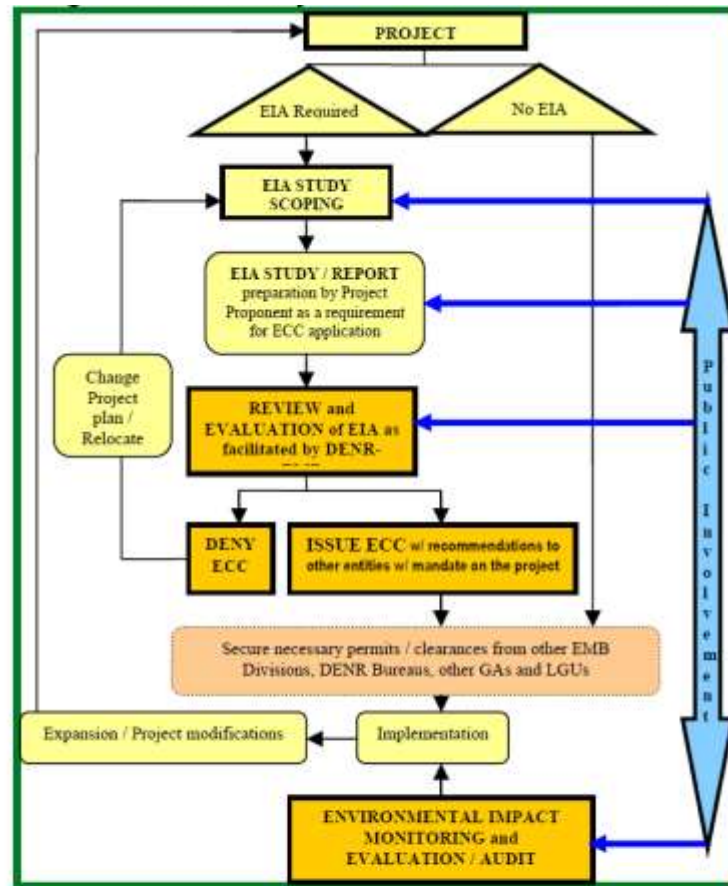 PROJECT
EIA Required
No EIA
EIA STUDY
SCOPING
EIA STUDY / REPORT
preparation by Project
Proponent as a requirement
for ECC application
Change
Project
plan /
Relocate
REVIEW and
EVALUATION of EIA as
facilitated by DENR-
DENY
ECC
ISSUE ECC w/ recommendations to
other entities w/ mandate on the project
Secure necessary permits / clearances from other EMB
Divisions, DENR Bureaus, other GAs and LGUs
Expansion / Project modifications
Implementation
ENVIRONMENTAL IMPACT
MONITORING and
EVALUATION / AUDIT
Public Involvement